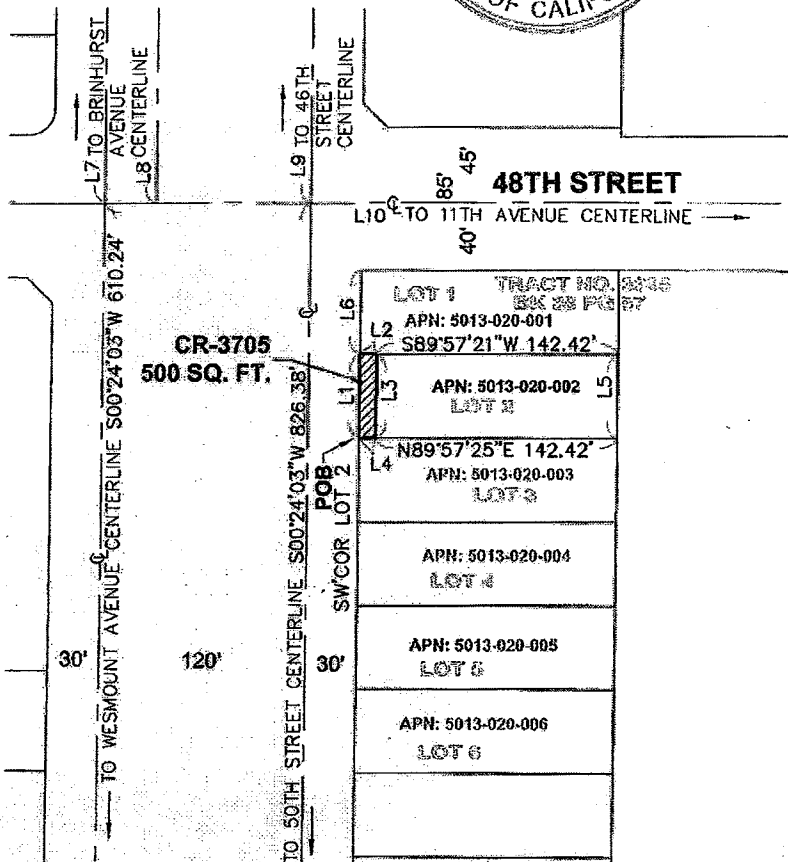 OF CALIFO
L7 TO BRINHURST
AVENUE
CENTERLINE
L8
L9 TO 46TH
STREET
CENTERLINE
85'
45'
48TH STREET
L10 ℄ TO 11TH AVENUE CENTERLINE
40'
L6
LOT 1
TRACT NO.
APN: 5013-020-001
L2
S89°57'21"W 142.42'
CR-3705
500 SQ. FT.
L1
L3
APN: 5013-020-002
LOT 2
L5
N89°57'25"E 142.42'
L4
POB
SW'COR LOT 2
APN: 5013-020-003
LOT 3
℄
TO WESMOUNT AVENUE CENTERLINE S00°24'03"W 610.24'
℄
TO 50TH STREET CENTERLINE S00°24'03"W 826.38'
APN: 5013-020-004
LOT 4
30'
120'
30'
APN: 5013-020-005
LOT 5
APN: 5013-020-006
LOT 6